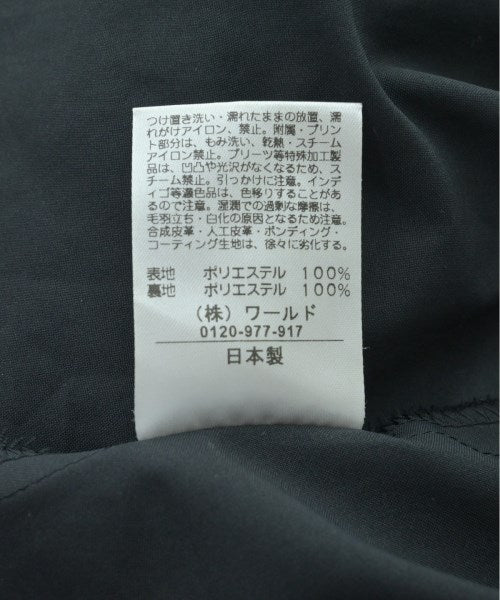 つけ置き洗い・濡れたままの放置、濡
れがけアイロン、禁止。附属・プリン
ト部分は、もみ洗い、乾熱・スチーム
アイロン禁止。プリーツ等特殊加工製
品は、凹凸や光沢がなくなるため、ス
チーム禁止。引っかけに注意。インデ
ィゴ等濃色品は、色移りすることがあ
るので注意。湿潤での過剰な摩擦は、
毛羽立ち・白化の原因となるため注意。
合成皮革・人工皮革・ボンディング・
コーティング生地は、徐々に劣化する。
表地 ポリエステル 100%
裏地 ポリエステル 100%
(株)ワールド
0120-977-917
日本製